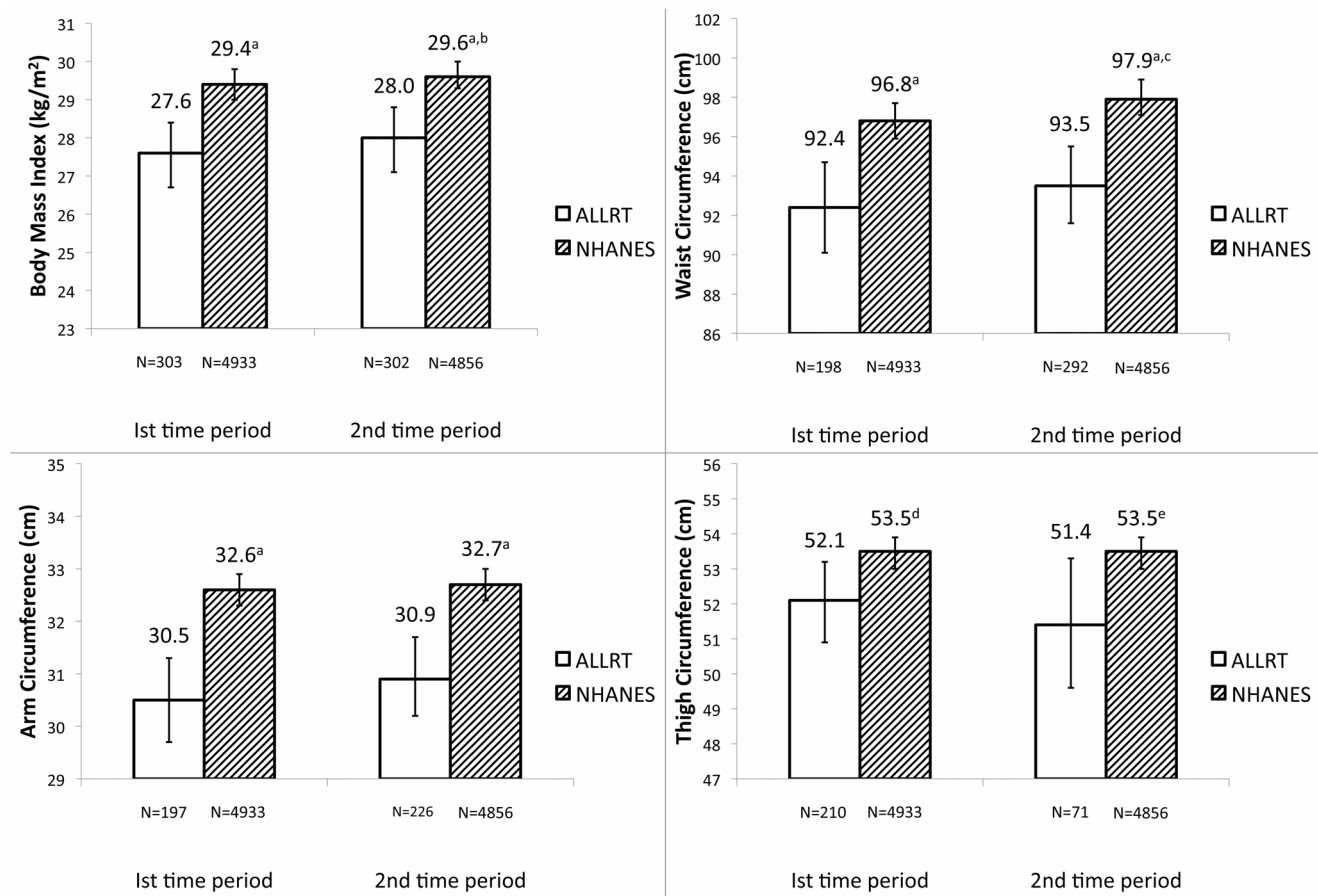 Body Mass Index (kg/m²)
31
30
29
28
27
26
25
24
23
27.6
29.4ᵃ
28.0
29.6ᵃ,ᵇ
ALLRT
NHANES
N=303 N=4933 N=302 N=4856
Ist time period 2nd time period
Waist Circumference (cm)
102
100
98
96
94
92
90
88
86
92.4
96.8ᵃ
93.5
97.9ᵃ,ᶜ
ALLRT
NHANES
N=198 N=4933 N=292 N=4856
Ist time period 2nd time period
Arm Circumference (cm)
35
34
33
32
31
30
29
30.5
32.6ᵃ
30.9
32.7ᵃ
ALLRT
NHANES
N=197 N=4933 N=226 N=4856
Ist time period 2nd time period
Thigh Circumference (cm)
56
55
54
53
52
51
50
49
48
47
52.1
53.5ᵈ
51.4
53.5ᵉ
ALLRT
NHANES
N=210 N=4933 N=71 N=4856
Ist time period 2nd time period